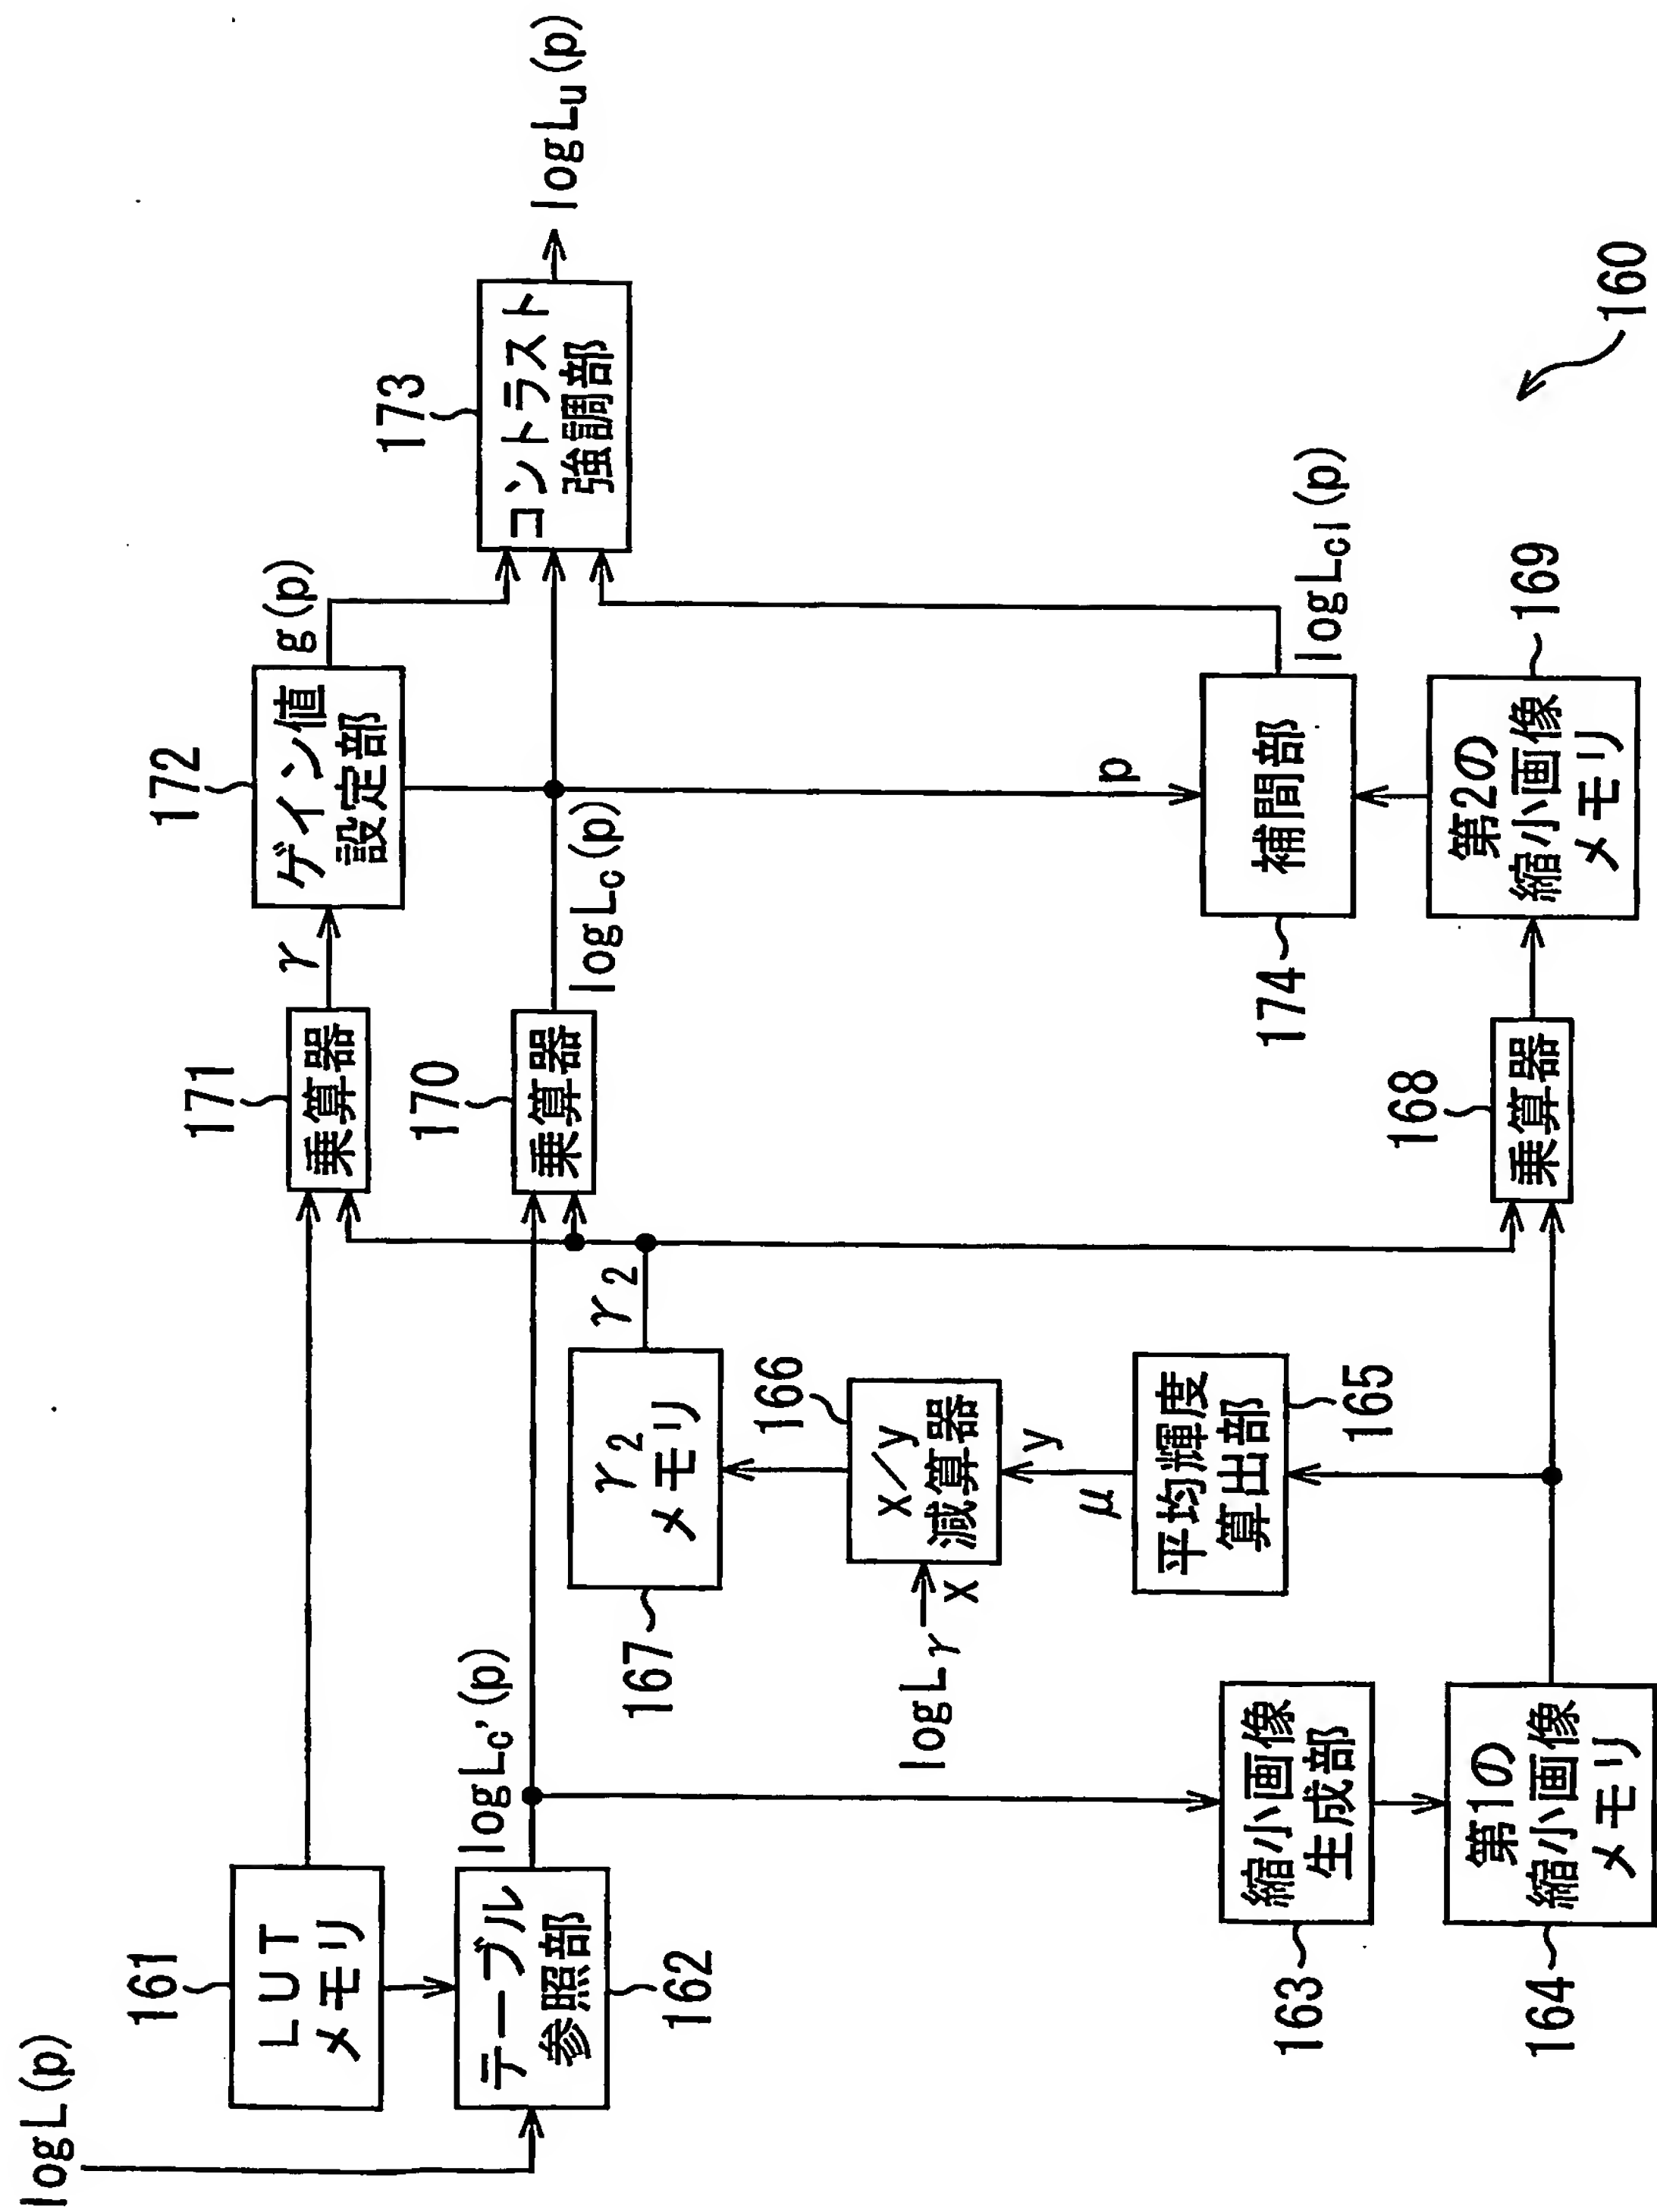 logL(p)
161
LUT
メモリ
テーブル
参照部
162
logLc'(p)
縮小画像
生成部
163
第1の
縮小画像
メモリ
164
平均輝度
算出部
165
μ
y
x/y
減算器
166
logLγ
x
γ2
メモリ
167
γ2
171
乗算器
γ
170
乗算器
logLc(p)
168
乗算器
172
ゲイン値
設定部
g(p)
p
補間部
174
logLcl(p)
第2の
縮小画像
メモリ
169
173
コントラスト
強調部
logLu(p)
160